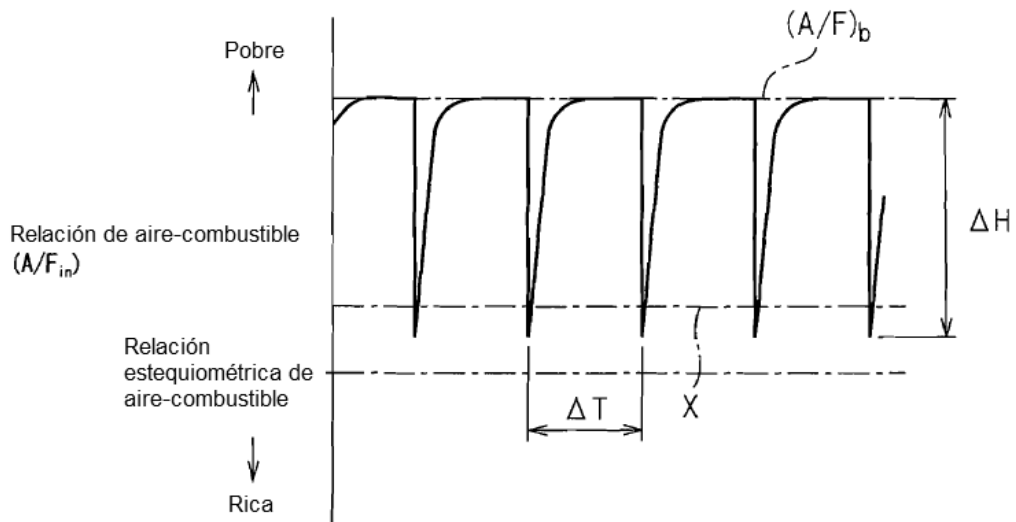 Pobre
(A/F)b
ΔH
Relación de aire-combustible
(A/Fin)
Relación
estequiométrica de
aire-combustible
X
ΔT
Rica